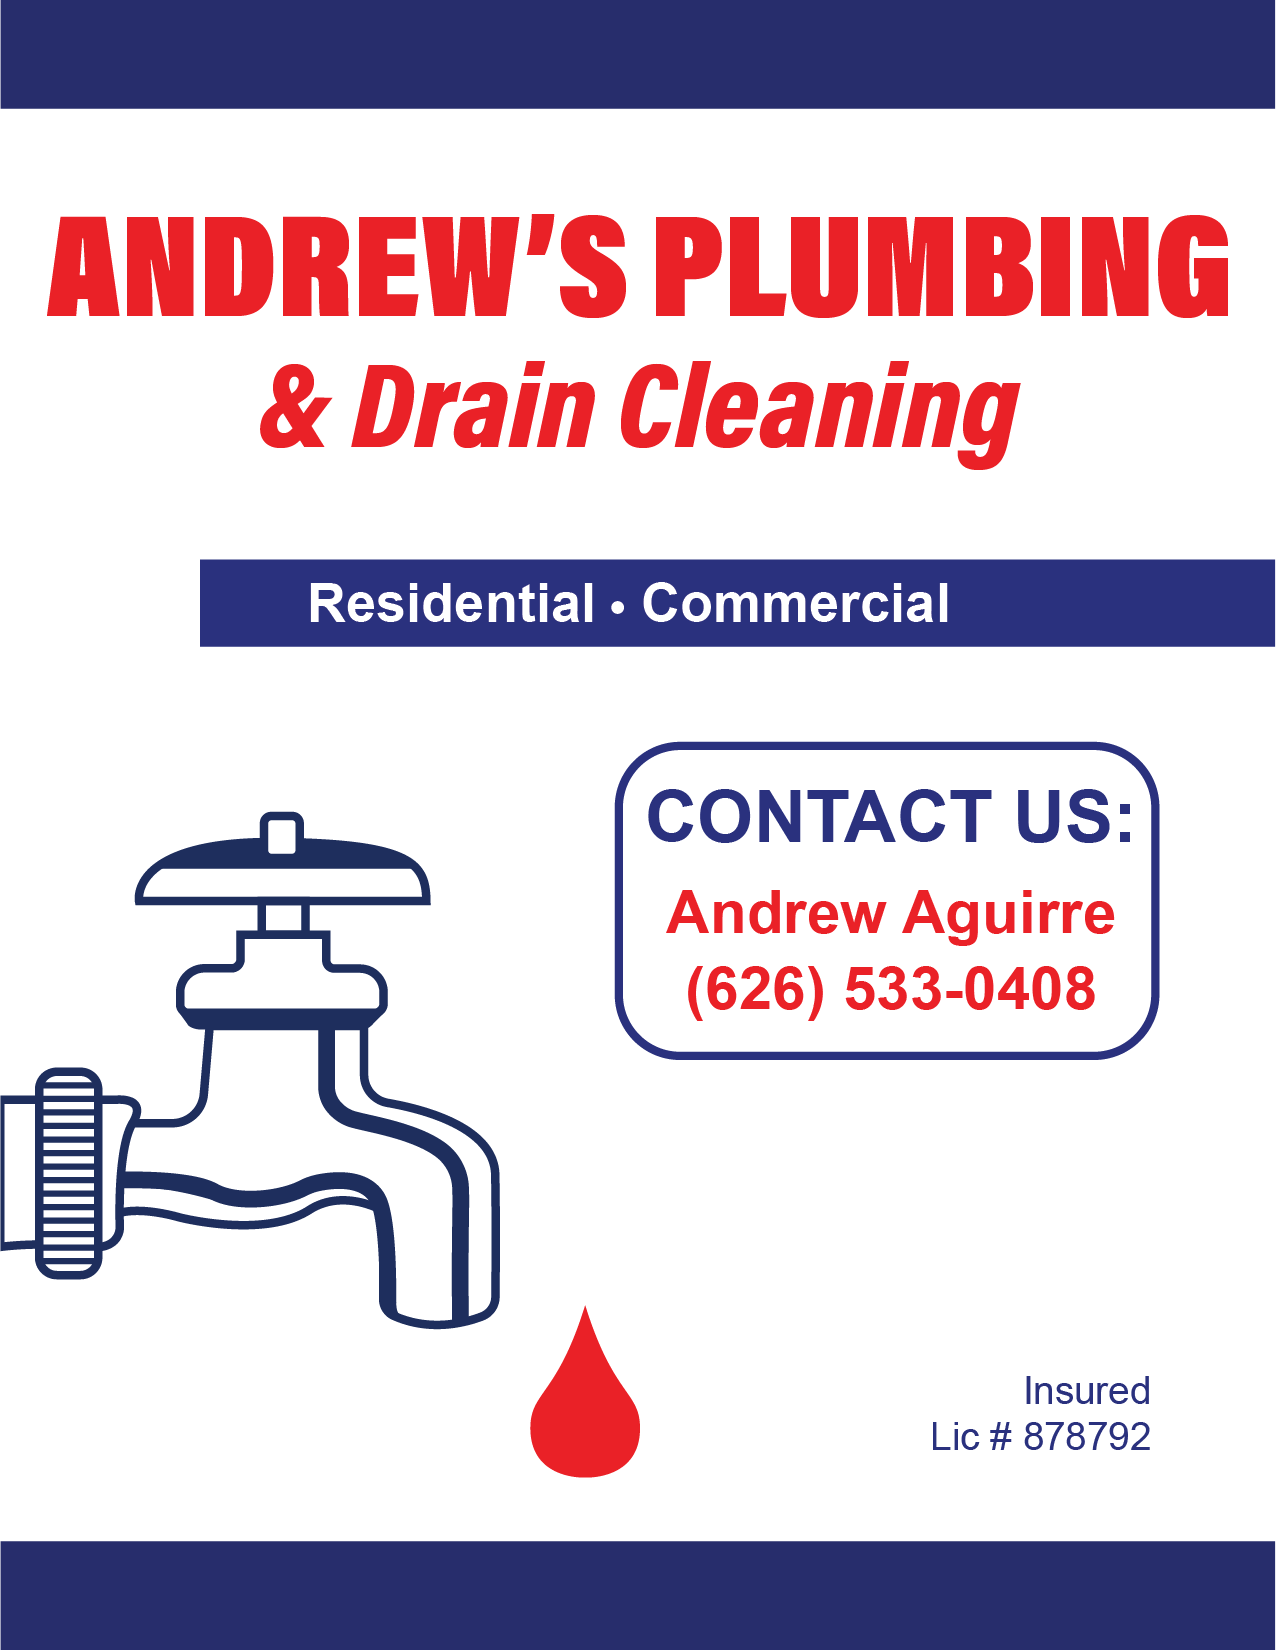 ANDREW’S PLUMBING
& Drain Cleaning
Residential • Commercial
CONTACT US:
Andrew Aguirre
(626) 533-0408
Insured
Lic # 878792